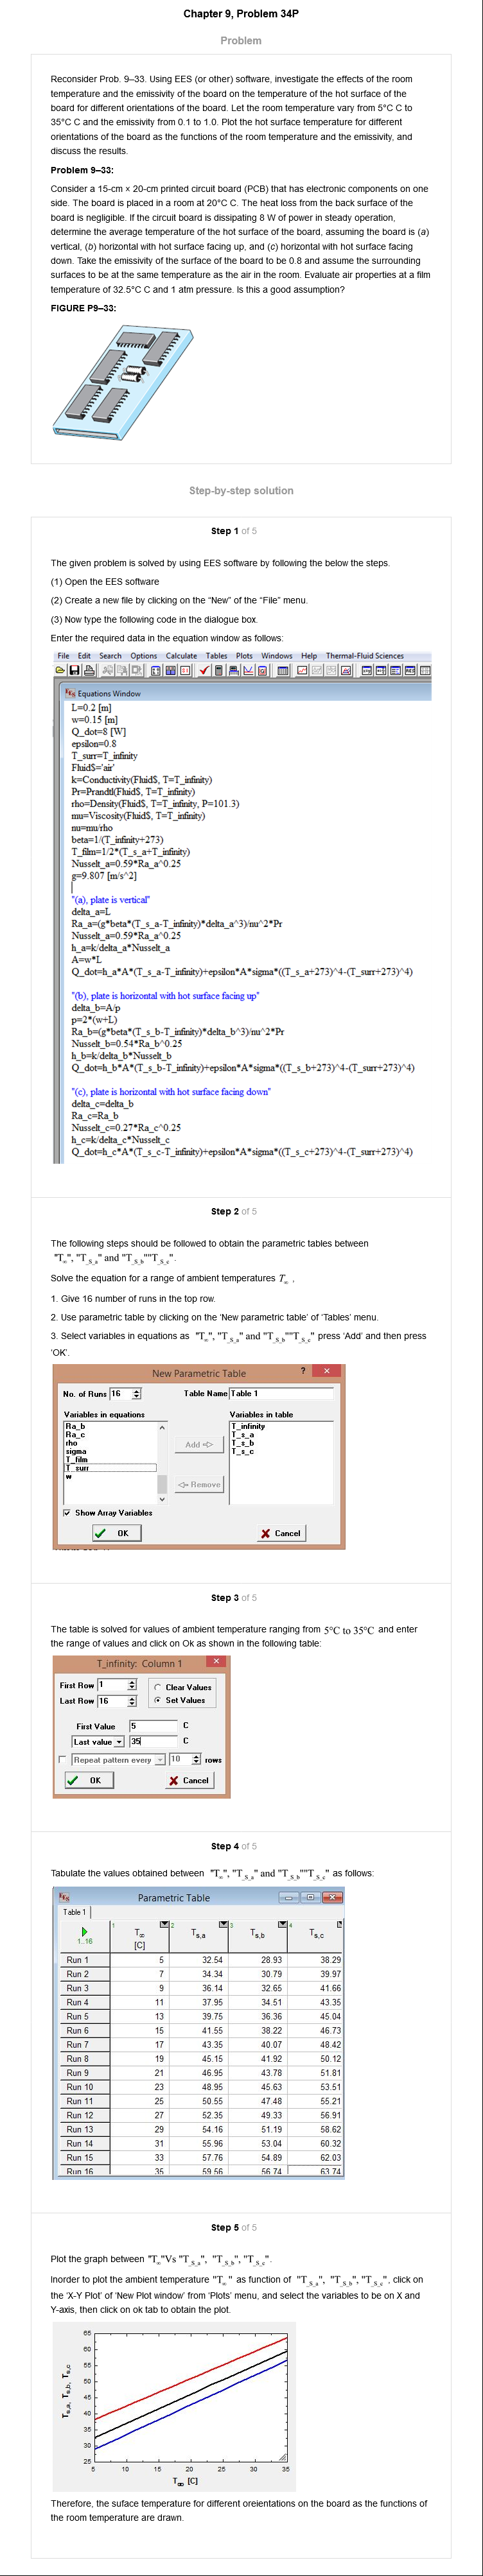 Chapter 9, Problem 34P
Problem
Reconsider Prob. 9–33. Using EES (or other) software, investigate the effects of the room
temperature and the emissivity of the board on the temperature of the hot surface of the
board for different orientations of the board. Let the room temperature vary from 5°C C to
35°C C and the emissivity from 0.1 to 1.0. Plot the hot surface temperature for different
orientations of the board as the functions of the room temperature and the emissivity, and
discuss the results.
Problem 9–33:
Consider a 15-cm × 20-cm printed circuit board (PCB) that has electronic components on one
side. The board is placed in a room at 20°C C. The heat loss from the back surface of the
board is negligible. If the circuit board is dissipating 8 W of power in steady operation,
determine the average temperature of the hot surface of the board, assuming the board is (a)
vertical, (b) horizontal with hot surface facing up, and (c) horizontal with hot surface facing
down. Take the emissivity of the surface of the board to be 0.8 and assume the surrounding
surfaces to be at the same temperature as the air in the room. Evaluate air properties at a film
temperature of 32.5°C C and 1 atm pressure. Is this a good assumption?
FIGURE P9–33:
Step-by-step solution
Step 1 of 5
The given problem is solved by using EES software by following the below the steps.
(1) Open the EES software
(2) Create a new file by clicking on the “New” of the “File” menu.
(3) Now type the following code in the dialogue box.
Enter the required data in the equation window as follows:
File Edit Search Options Calculate Tables Plots Windows Help Thermal-Fluid Sciences
Equations Window
L=0.2 [m]
w=0.15 [m]
Q_dot=8 [W]
epsilon=0.8
T_surr=T_infinity
Fluid$='air'
k=Conductivity(Fluid$, T=T_infinity)
Pr=Prandtl(Fluid$, T=T_infinity)
rho=Density(Fluid$, T=T_infinity, P=101.3)
mu=Viscosity(Fluid$, T=T_infinity)
nu=mu/rho
beta=1/(T_infinity+273)
T_film=1/2*(T_s_a+T_infinity)
Nusselt_a=0.59*Ra_a^0.25
g=9.807 [m/s^2]
"(a), plate is vertical"
delta_a=L
Ra_a=(g*beta*(T_s_a-T_infinity)*delta_a^3)/nu^2*Pr
Nusselt_a=0.59*Ra_a^0.25
h_a=k/delta_a*Nusselt_a
A=w*L
Q_dot=h_a*A*(T_s_a-T_infinity)+epsilon*A*sigma*((T_s_a+273)^4-(T_surr+273)^4)
"(b), plate is horizontal with hot surface facing up"
delta_b=A/p
p=2*(w+L)
Ra_b=(g*beta*(T_s_b-T_infinity)*delta_b^3)/nu^2*Pr
Nusselt_b=0.54*Ra_b^0.25
h_b=k/delta_b*Nusselt_b
Q_dot=h_b*A*(T_s_b-T_infinity)+epsilon*A*sigma*((T_s_b+273)^4-(T_surr+273)^4)
"(c), plate is horizontal with hot surface facing down"
delta_c=delta_b
Ra_c=Ra_b
Nusselt_c=0.27*Ra_c^0.25
h_c=k/delta_c*Nusselt_c
Q_dot=h_c*A*(T_s_c-T_infinity)+epsilon*A*sigma*((T_s_c+273)^4-(T_surr+273)^4)
Step 2 of 5
The following steps should be followed to obtain the parametric tables between
"T∞", "T_S_a" and "T_S_b""T_S_c".
Solve the equation for a range of ambient temperatures T∞ ,
1. Give 16 number of runs in the top row.
2. Use parametric table by clicking on the ‘New parametric table’ of ‘Tables’ menu.
3. Select variables in equations as "T∞", "T_S_a" and "T_S_b""T_S_c" press ‘Add’ and then press
‘OK’.
New Parametric Table ? ×
No. of Runs 16 Table Name Table 1
Variables in equations Variables in table
Ra_b T_infinity
Ra_c T_s_a
rho T_s_b
sigma T_s_c
T_film
T_surr
w
Add
Remove
Show Array Variables
OK Cancel
Step 3 of 5
The table is solved for values of ambient temperature ranging from 5°C to 35°C and enter
the range of values and click on Ok as shown in the following table:
T_infinity: Column 1 ×
First Row 1 Clear Values
Last Row 16 Set Values
First Value 5 C
Last value 35 C
Repeat pattern every 10 rows
OK Cancel
Step 4 of 5
Tabulate the values obtained between "T∞", "T_S_a" and "T_S_b""T_S_c" as follows:
Parametric Table
Table 1
1..16 1 T∞ [C] 2 Ts,a 3 Ts,b 4 Ts,c
Run 1 5 32.54 28.93 38.29
Run 2 7 34.34 30.79 39.97
Run 3 9 36.14 32.65 41.66
Run 4 11 37.95 34.51 43.35
Run 5 13 39.75 36.36 45.04
Run 6 15 41.55 38.22 46.73
Run 7 17 43.35 40.07 48.42
Run 8 19 45.15 41.92 50.12
Run 9 21 46.95 43.78 51.81
Run 10 23 48.95 45.63 53.51
Run 11 25 50.55 47.48 55.21
Run 12 27 52.35 49.33 56.91
Run 13 29 54.16 51.19 58.62
Run 14 31 55.96 53.04 60.32
Run 15 33 57.76 54.89 62.03
Run 16 35 59.56 56.74 63.74
Step 5 of 5
Plot the graph between "T∞"Vs "T_S_a", "T_S_b", "T_S_c".
Inorder to plot the ambient temperature "T∞" as function of "T_S_a", "T_S_b", "T_S_c", click on
the ‘X-Y Plot’ of ‘New Plot window’ from ‘Plots’ menu, and select the variables to be on X and
Y-axis, then click on ok tab to obtain the plot.
Ts,a, Ts,b, Ts,c
65
60
55
50
45
40
35
30
25
5 10 15 20 25 30 35
T∞ [C]
Therefore, the suface temperature for different oreientations on the board as the functions of
the room temperature are drawn.